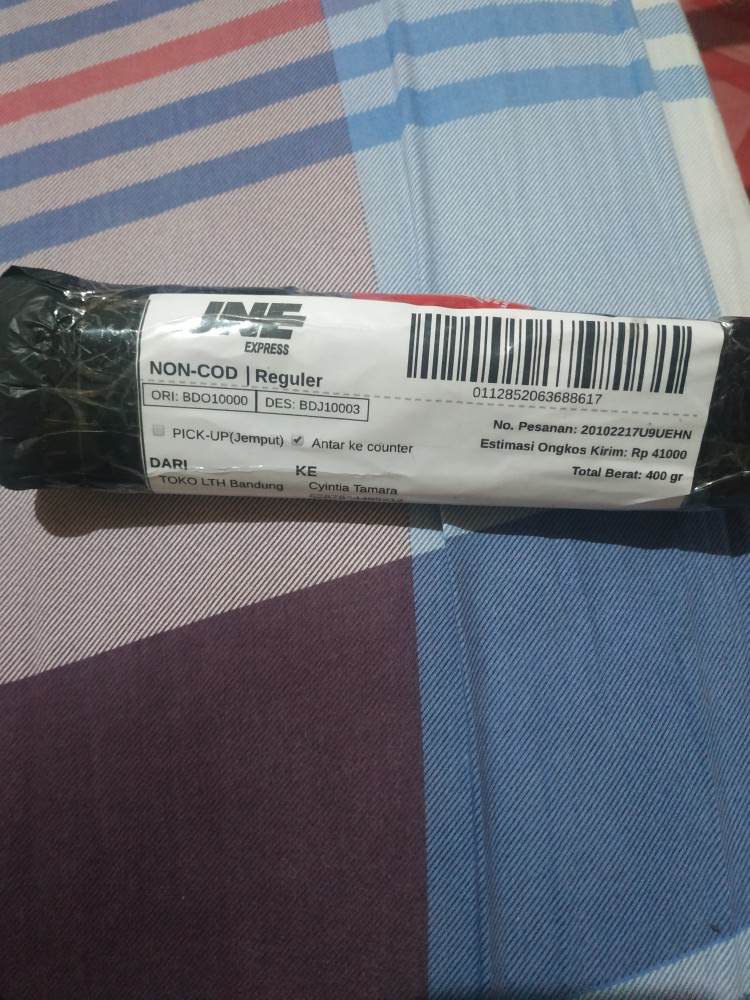 JNE
EXPRESS
NON-COD | Reguler
ORI: BDO10000 DES: BDJ10003
PICK-UP(Jemput) Antar ke counter
DARI KE
TOKO LTH Bandung Cyintia Tamara
0112852063688617
No. Pesanan: 20102217U9UEHN
Estimasi Ongkos Kirim: Rp 41000
Total Berat: 400 gr